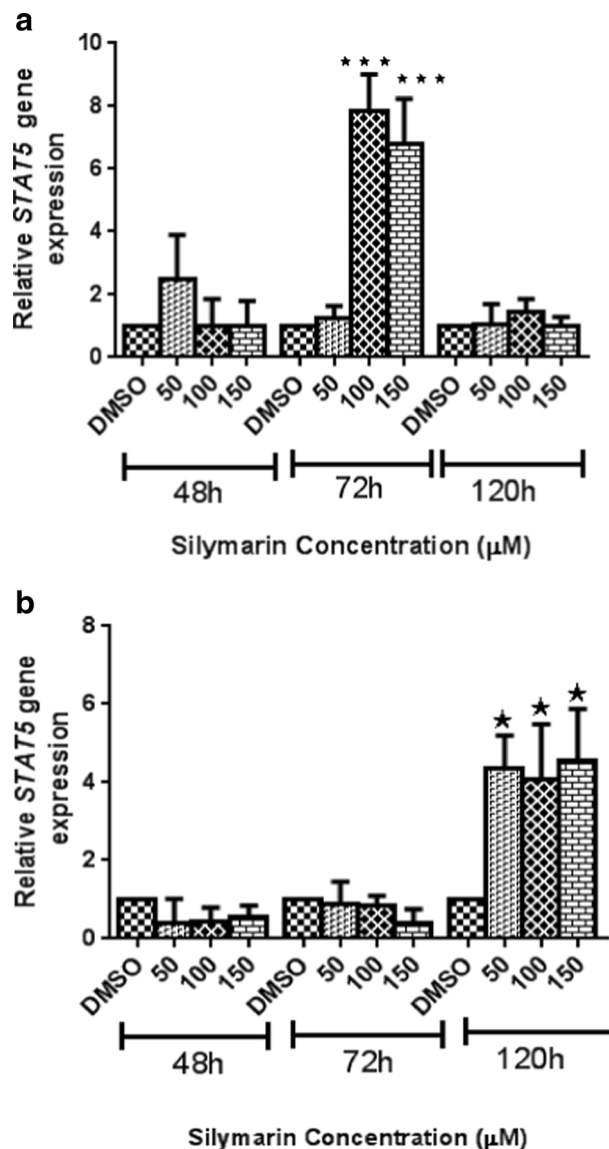 a
Relative STAT5 gene
expression
10
8
6
4
2
0
DMSO 50 100 150 DMSO 50 100 150 DMSO 50 100 150
48h 72h 120h
Silymarin Concentration (µM)
b
Relative STAT5 gene
expression
8
6
4
2
0
DMSO 50 100 150 DMSO 50 100 150 DMSO 50 100 150
48h 72h 120h
Silymarin Concentration (µM)